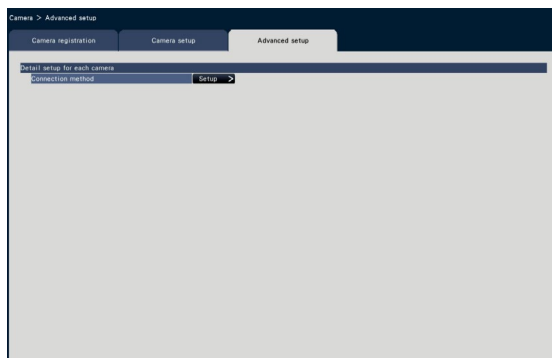 Camera > Advanced setup
Camera registration
Camera setup
Advanced setup
Detail setup for each camera
Connection method
Setup >